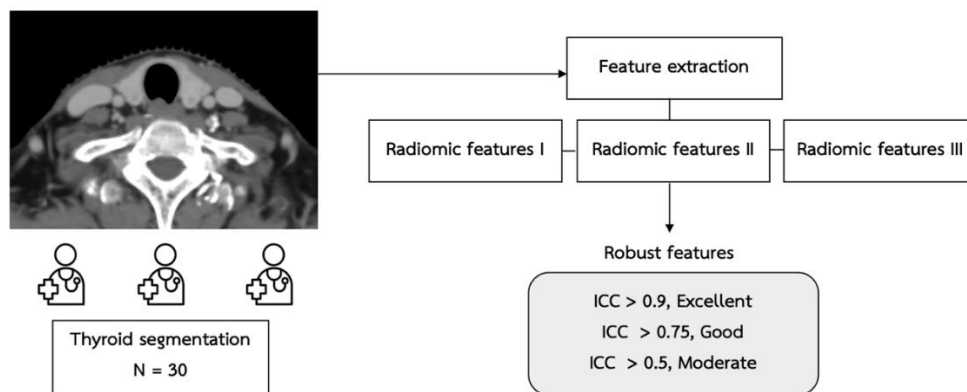 Feature extraction
Radiomic features I
Radiomic features II
Radiomic features III
Robust features
ICC > 0.9, Excellent
ICC > 0.75, Good
ICC > 0.5, Moderate
Thyroid segmentation
N = 30